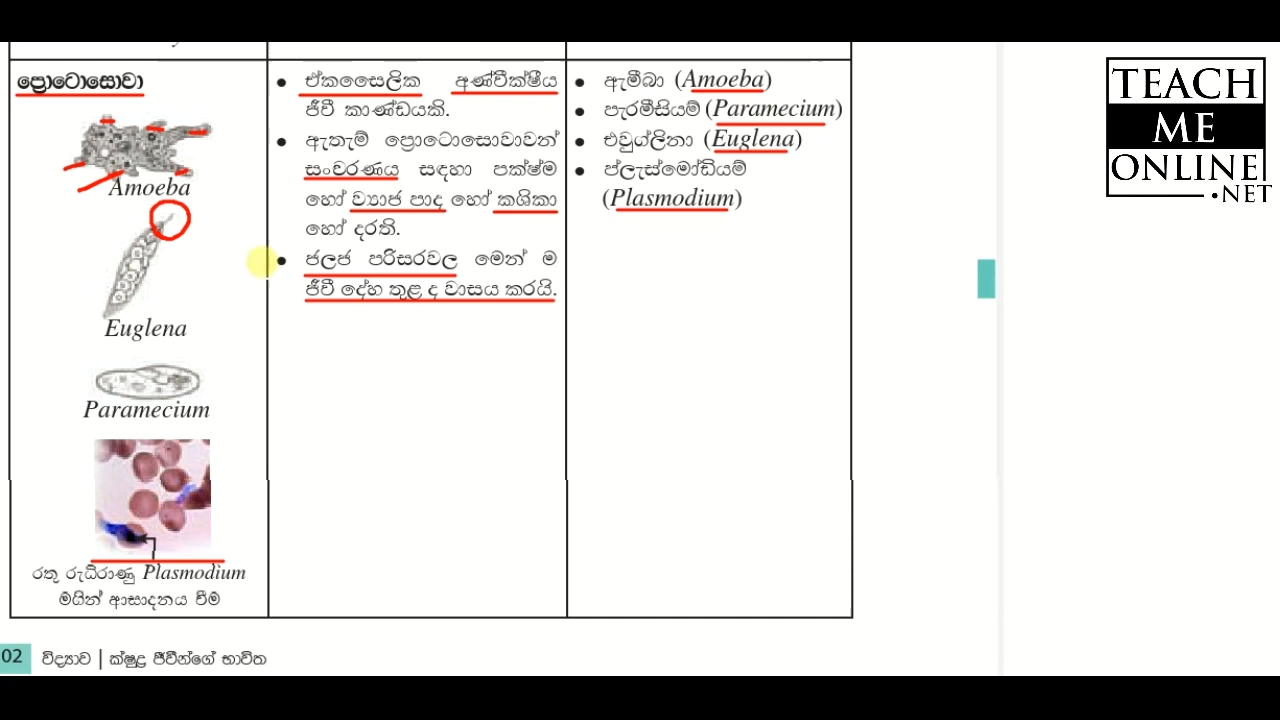 ප්‍රොටොසෝවා
Amoeba
Euglena
Paramecium
රතු රුධිරාණු Plasmodium
මගින් ආසාදනය වීම
● ඒකසෛලික අණ්වීක්ෂීය
ජීවී කාණ්ඩයකි.
● ඇතැම් ප්‍රොටොසෝවාවන්
සංචරණය සඳහා පක්ෂ්ම
හෝ ව්‍යාජ පාද හෝ කශිකා
හෝ දරති.
● ජලජ පරිසරවල මෙන් ම
ජීවී දේහ තුළ ද වාසය කරයි.
● ඇමීබා (Amoeba)
● පැරමීසියම් (Paramecium)
● එවුග්ලිනා (Euglena)
● ප්ලැස්මෝඩියම්
(Plasmodium)
02 විද්‍යාව | ක්ෂුද්‍ර ජීවීන්ගේ භාවිත
TEACH
ME
ONLINE
.NET